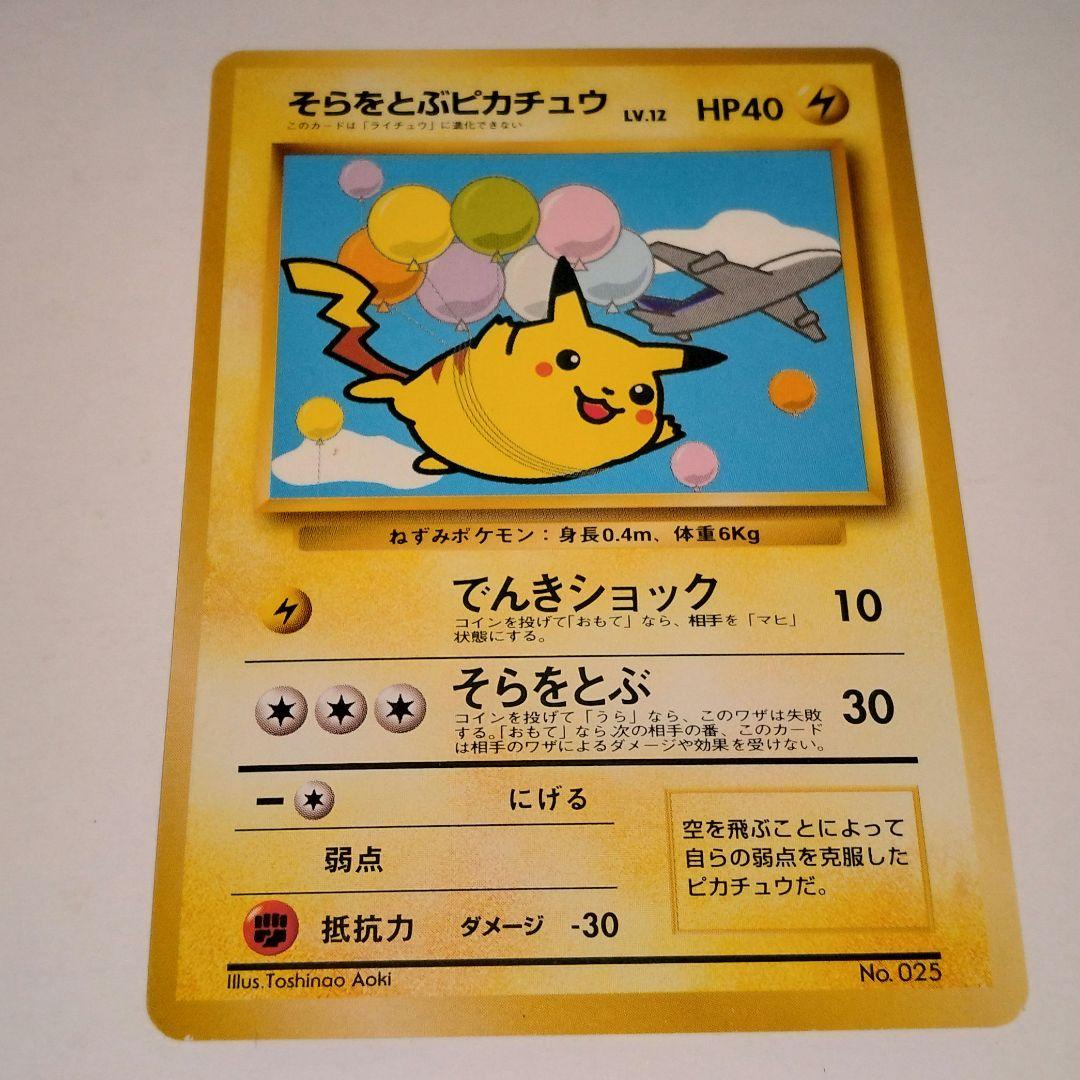 そらをとぶピカチュウ LV.12 HP40
このカードは「ライチュウ」に進化できない
ねずみポケモン：身長0.4m、体重6Kg
でんきショック 10
コインを投げて「おもて」なら、相手を「マヒ」
状態にする。
そらをとぶ 30
コインを投げて「うら」なら、このワザは失敗
する。「おもて」なら次の相手の番、このカード
は相手のワザによるダメージや効果を受けない。
− にげる
弱点
抵抗力 ダメージ -30
空を飛ぶことによって
自らの弱点を克服した
ピカチュウだ。
Illus.Toshinao Aoki
No. 025